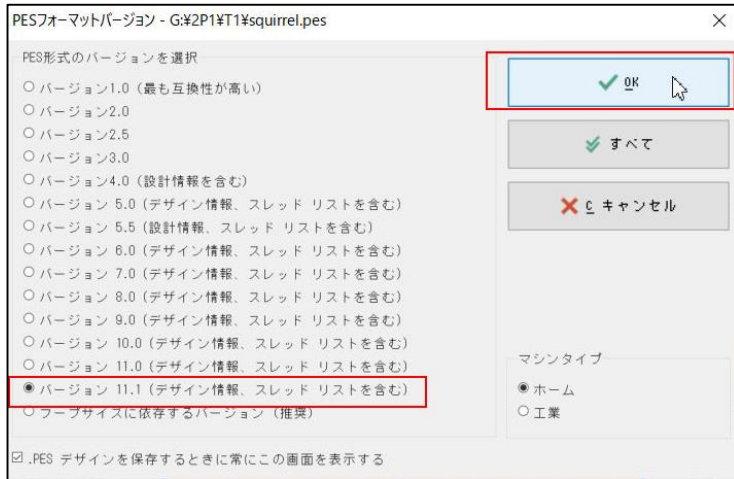 PESフォーマットバージョン - G:¥2P1¥T1¥squirrel.pes
PES形式のバージョンを選択
バージョン1.0 (最も互換性が高い)
バージョン2.0
バージョン2.5
バージョン3.0
バージョン4.0 (設計情報を含む)
バージョン 5.0 (デザイン情報、スレッド リストを含む)
バージョン 5.5 (設計情報、スレッド リストを含む)
バージョン 6.0 (デザイン情報、スレッド リストを含む)
バージョン 7.0 (デザイン情報、スレッド リストを含む)
バージョン 8.0 (デザイン情報、スレッド リストを含む)
バージョン 9.0 (デザイン情報、スレッド リストを含む)
バージョン 10.0 (デザイン情報、スレッド リストを含む)
バージョン 11.0 (デザイン情報、スレッド リストを含む)
バージョン 11.1 (デザイン情報、スレッド リストを含む)
フープサイズに依存するバージョン (推奨)
OK
すべて
C キャンセル
マシンタイプ
ホーム
工業
.PES デザインを保存するときに常にこの画面を表示する